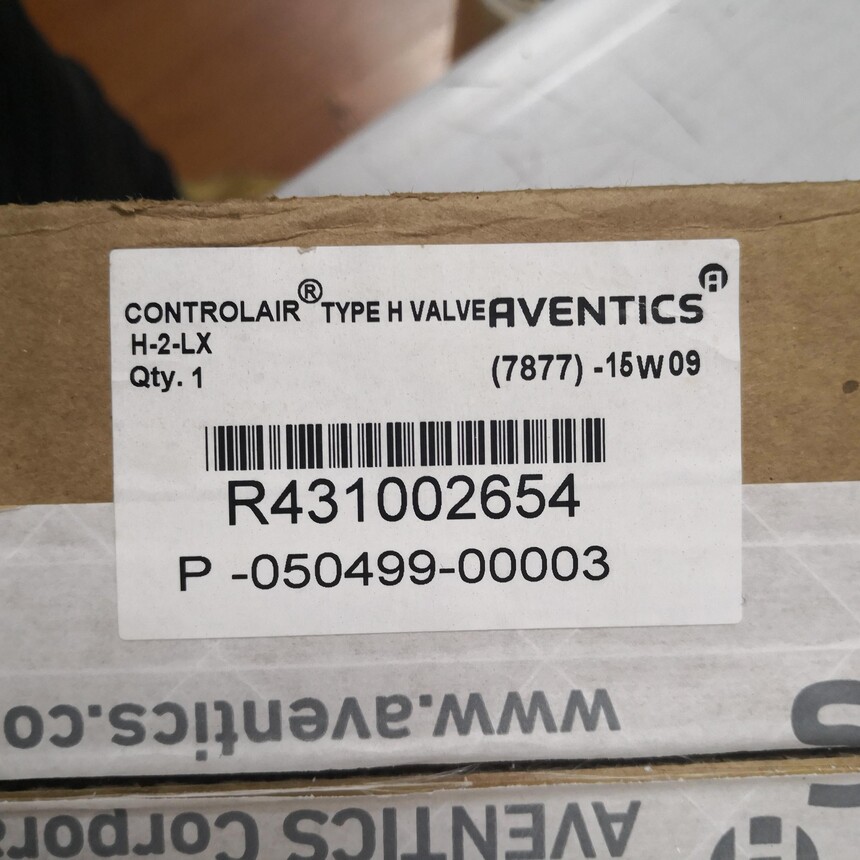 CONTROLAIR® TYPE H VALVE AVENTICS
H-2-LX
Qty. 1 (7877) -15W09
R431002654
P -050499-00003
www.aventics.co
AVENTICS Corpora